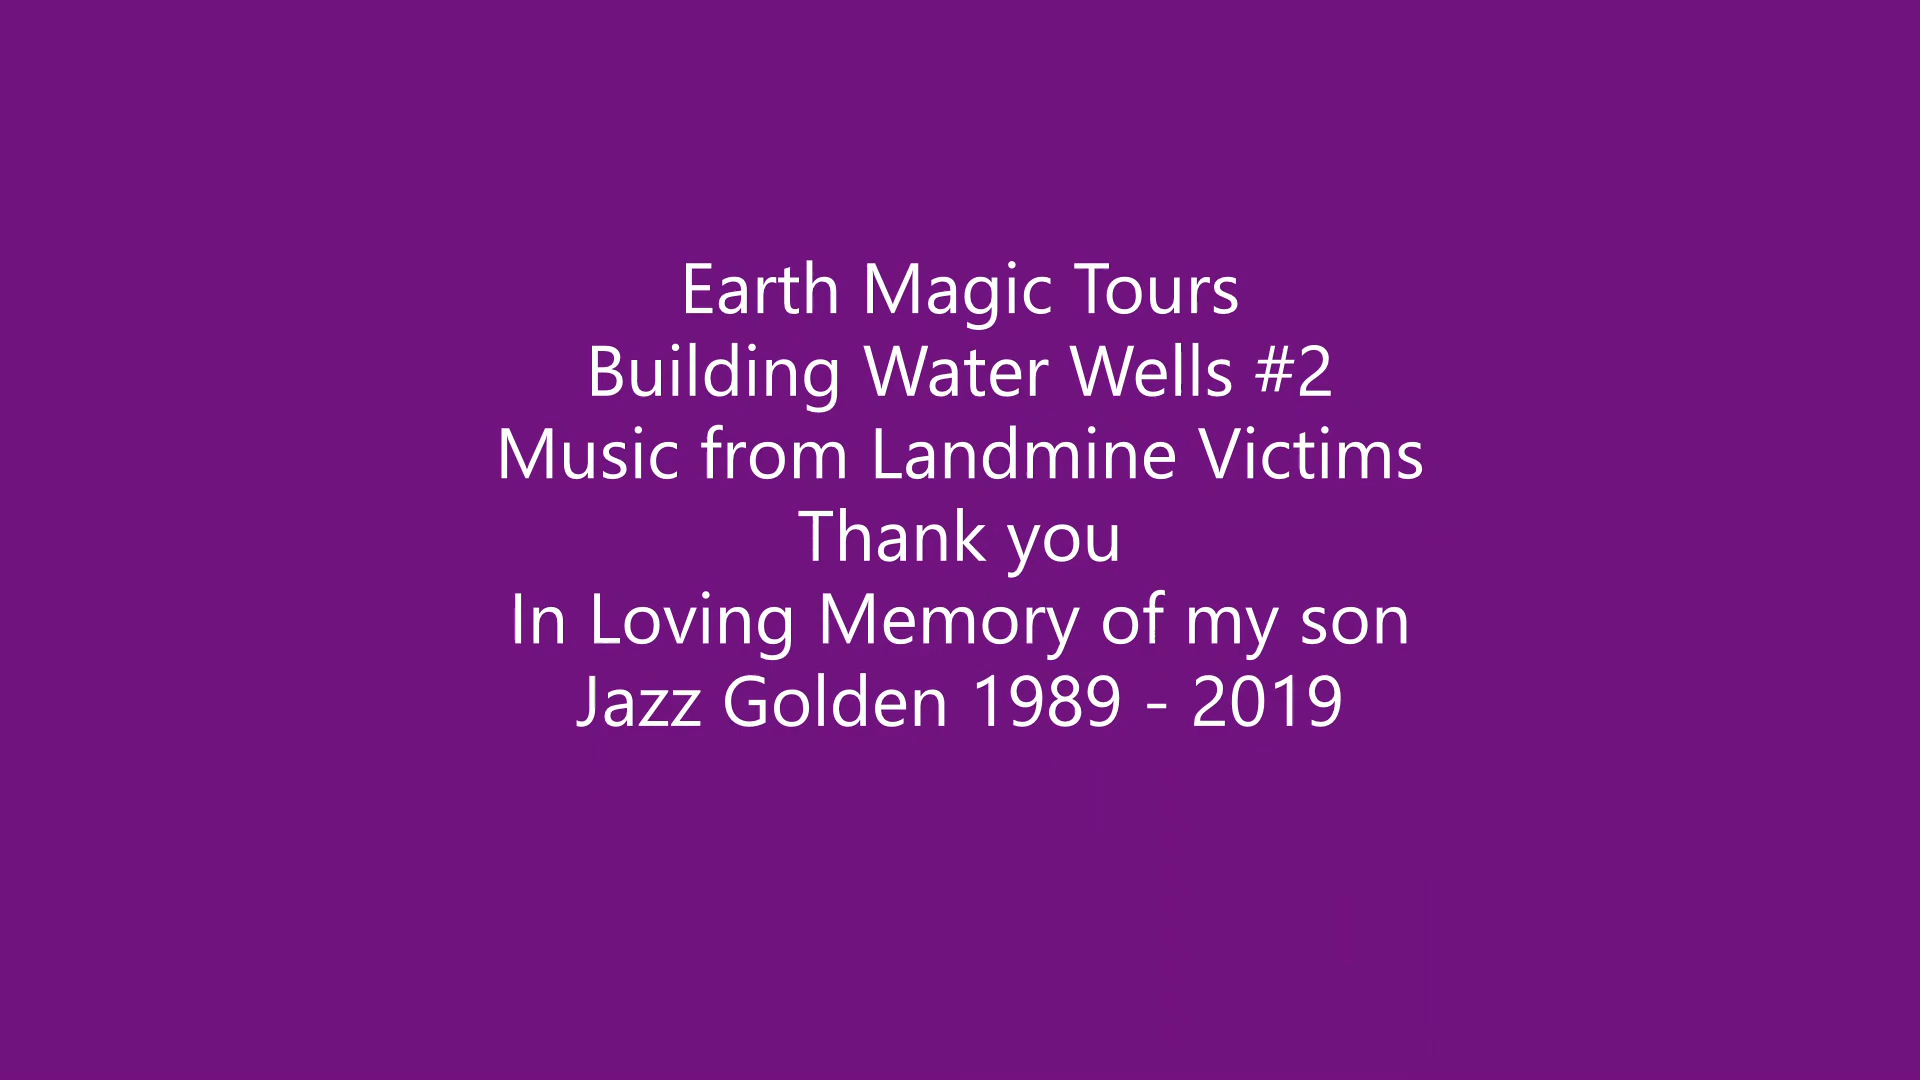 Earth Magic Tours
Building Water Wells #2
Music from Landmine Victims
Thank you
In Loving Memory of my son
Jazz Golden 1989 - 2019